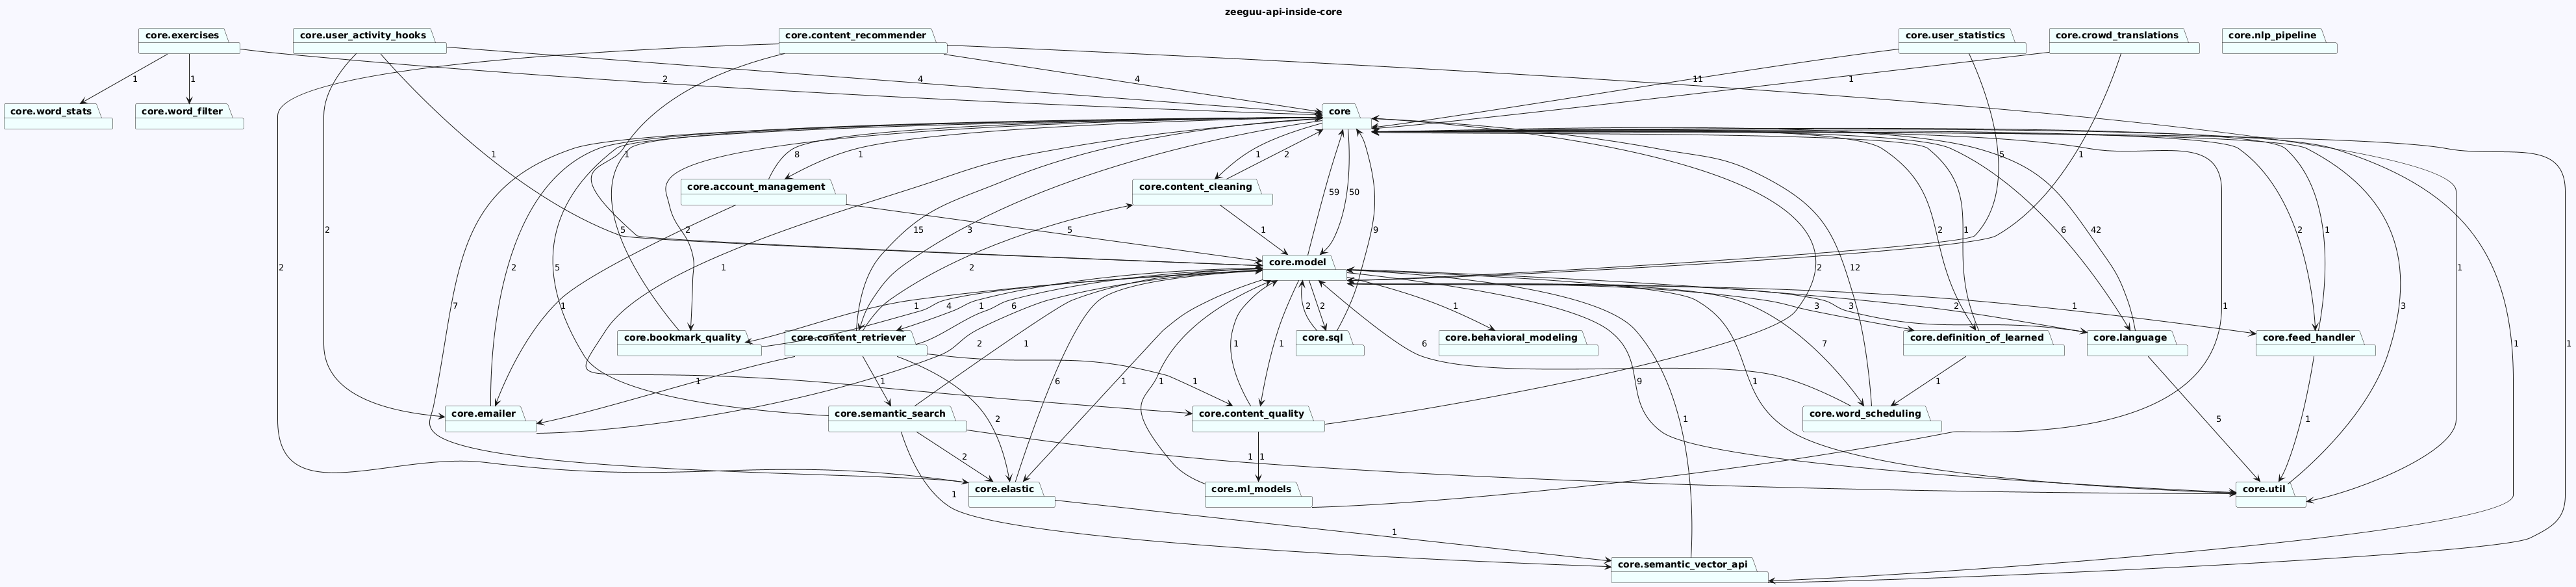 zeeguu-api-inside-core
core.exercises
core.user_activity_hooks
core.content_recommender
core.user_statistics
core.crowd_translations
core.nlp_pipeline
1
1
2
4
4
11
1
core.word_stats
core.word_filter
core
1
1
8
1
1
2
59
50
5
1
core.account_management
core.content_cleaning
2
5
2
5
15
3
1
2
1
6
42
2
1
core.model
2
5
1
2
1
2
12
1
7
1
4
1
6
2
2
1
3
2
3
1
1
3
9
core.bookmark_quality
core.content_retriever
core.sql
core.behavioral_modeling
core.definition_of_learned
core.language
core.feed_handler
1
2
1
1
6
1
1
6
7
1
1
1
2
1
1
9
1
1
5
1
core.emailer
core.semantic_search
core.content_quality
core.word_scheduling
2
1
1
1
1
core.elastic
core.ml_models
core.util
1
core.semantic_vector_api